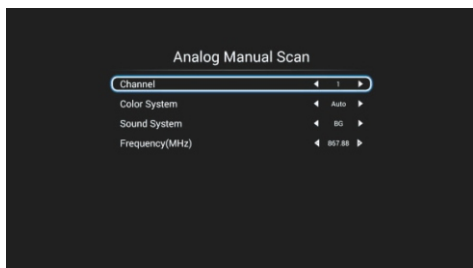 Analog Manual Scan
Channel 1
Color System Auto
Sound System BG
Frequency(MHz) 867.88